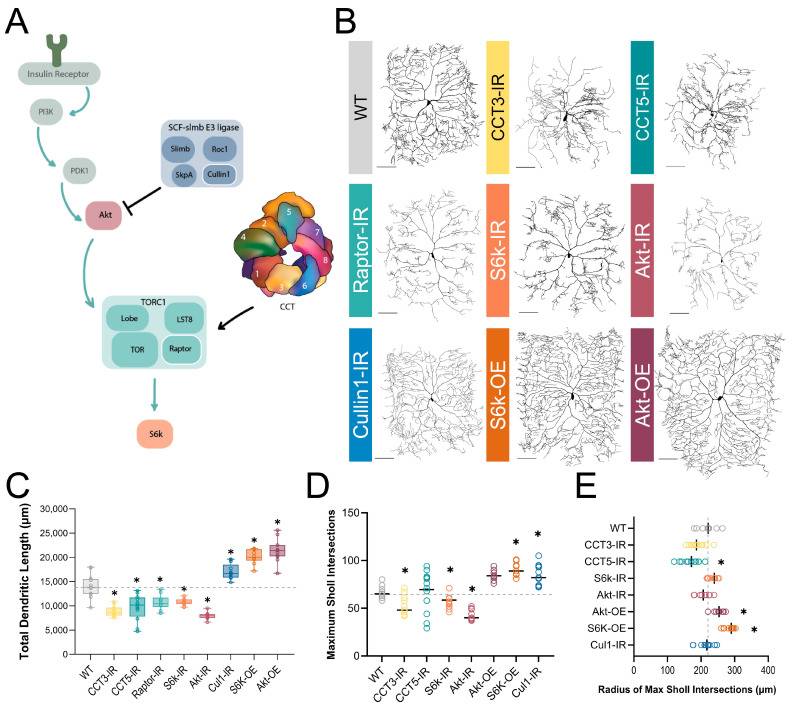 A
Insulin Receptor
PI3K
PDK1
Akt
SCF-slmb E3 ligase
Slimb
Roc1
SkpA
Cullin1
5
2
7
4
8
1
3
6
CCT
TORC1
Lobe
LST8
TOR
Raptor
S6k
B
WT
CCT3-IR
CCT5-IR
Raptor-IR
S6k-IR
Akt-IR
Cullin1-IR
S6k-OE
Akt-OE
C
Total Dendritic Length (μm)
30,000
25,000
20,000
15,000
10,000
5,000
0
* * * * * * * *
WT
CCT3-IR
CCT5-IR
Raptor-IR
S6k-IR
Akt-IR
Cul1-IR
S6K-OE
Akt-OE
D
Maximum Sholl Intersections
150
100
50
0
* * * * *
WT
CCT3-IR
CCT5-IR
S6k-IR
Akt-IR
Akt-OE
S6K-OE
Cul1-IR
E
WT
CCT3-IR
CCT5-IR *
S6k-IR
Akt-IR
Akt-OE *
S6K-OE *
Cul1-IR
0 100 200 300 400
Radius of Max Sholl Intersections (μm)